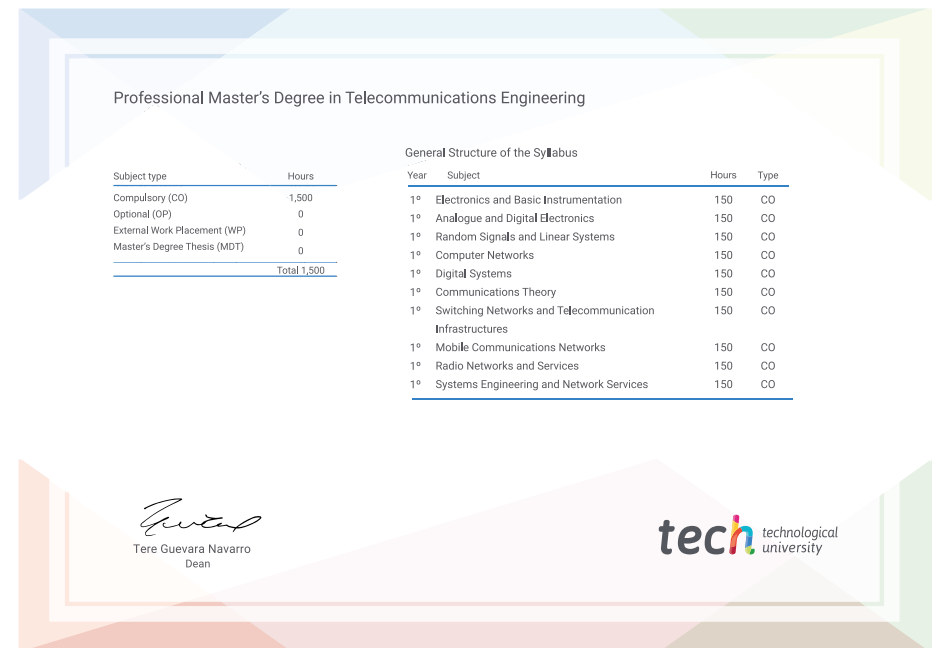 Professional Master's Degree in Telecommunications Engineering
Subject type Hours
Compulsory (CO) 1,500
Optional (OP) 0
External Work Placement (WP) 0
Master's Degree Thesis (MDT) 0
Total 1,500
General Structure of the Syllabus
Year Subject Hours Type
1º Electronics and Basic Instrumentation 150 CO
1º Analogue and Digital Electronics 150 CO
1º Random Signals and Linear Systems 150 CO
1º Computer Networks 150 CO
1º Digital Systems 150 CO
1º Communications Theory 150 CO
1º Switching Networks and Telecommunication 150 CO
Infrastructures
1º Mobile Communications Networks 150 CO
1º Radio Networks and Services 150 CO
1º Systems Engineering and Network Services 150 CO
Tere Guevara Navarro
Dean
tech technological
university